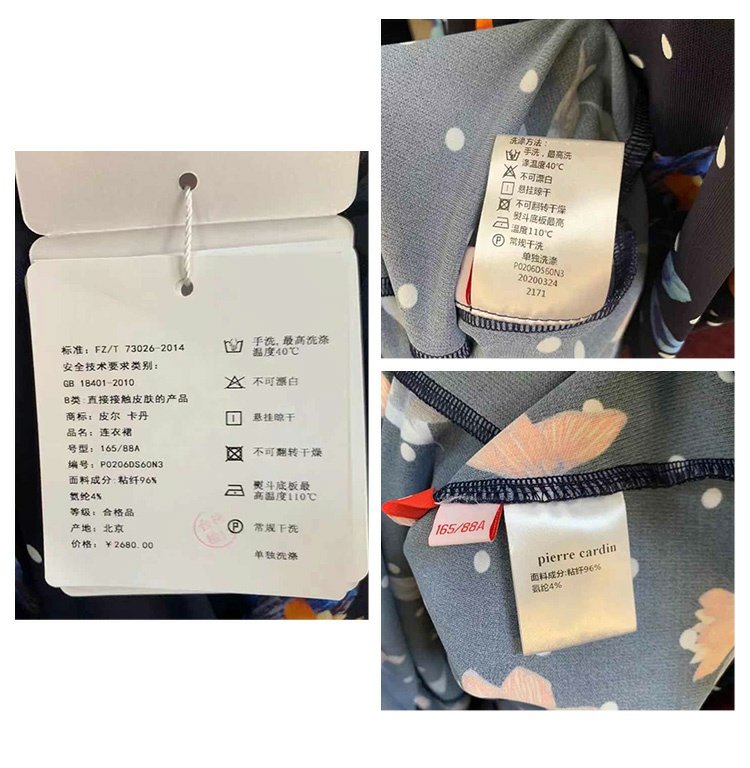 标准: FZ/T 73026-2014
安全技术要求类别:
GB 18401-2010
B类:直接接触皮肤的产品
商标: 皮尔 卡丹
品名: 连衣裙
号型: 165/88A
编号: P0206DS60N3
面料成分: 粘纤96%
氨纶4%
等级: 合格品
产地: 北京
价格: ￥2680.00
手洗,最高洗涤
温度40℃
不可漂白
悬挂晾干
不可翻转干燥
熨斗底板最
高温度110℃
P 常规干洗
单独洗涤
洗涤方法:
手洗,最高洗
涤温度40℃
不可漂白
悬挂晾干
不可翻转干燥
熨斗底板最高
温度110℃
P 常规干洗
单独洗涤
P0206DS60N3
20200324
2171
165/88A
pierre cardin
面料成分:粘纤96%
氨纶4%